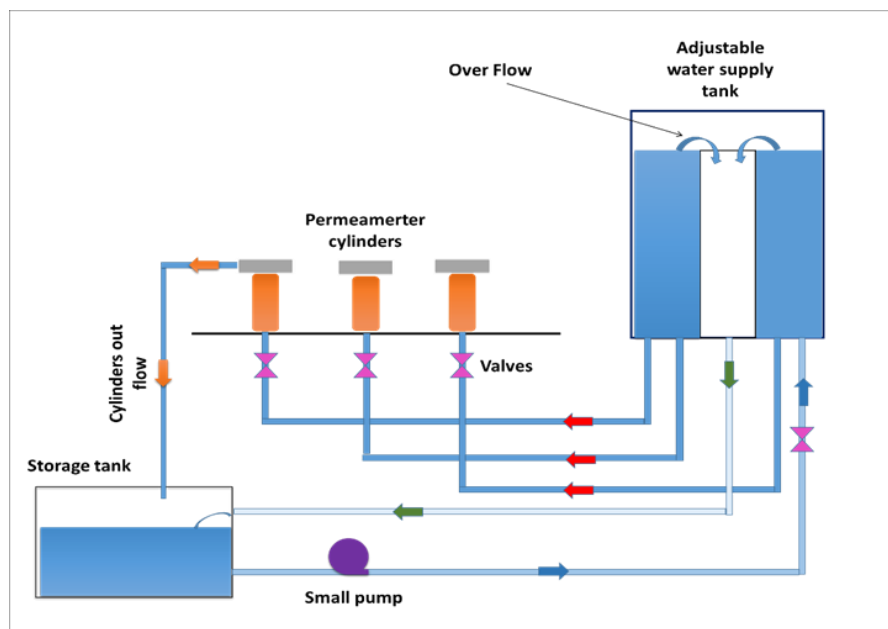 Adjustable
water supply
tank
Over Flow
Permeamerter
cylinders
Valves
Cylinders out
flow
Storage tank
Small pump